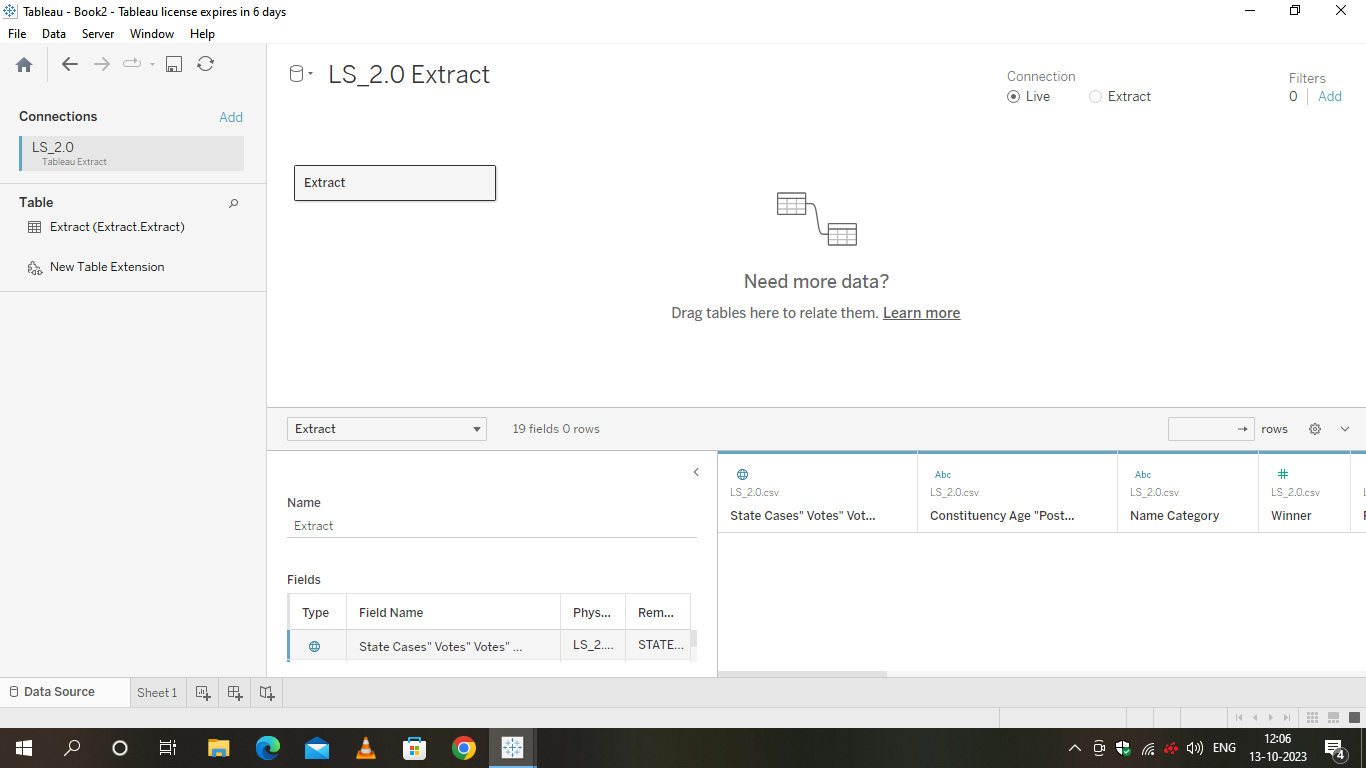 Tableau - Book2 - Tableau license expires in 6 days
File Data Server Window Help
Connections Add
LS_2.0
Tableau Extract
Table
Extract (Extract.Extract)
New Table Extension
LS_2.0 Extract
Connection
Live Extract
Filters
0 Add
Extract
Need more data?
Drag tables here to relate them. Learn more
Extract 19 fields 0 rows
rows
Name
Extract
Fields
Type Field Name Phys... Rem...
State Cases" Votes" Votes" ... LS_2.... STATE...
Abc Abc
LS_2.0.csv LS_2.0.csv LS_2.0.csv LS_2.0.csv
State Cases" Votes" Vot... Constituency Age "Post... Name Category Winner
Data Source Sheet 1
ENG
12:06
13-10-2023
4